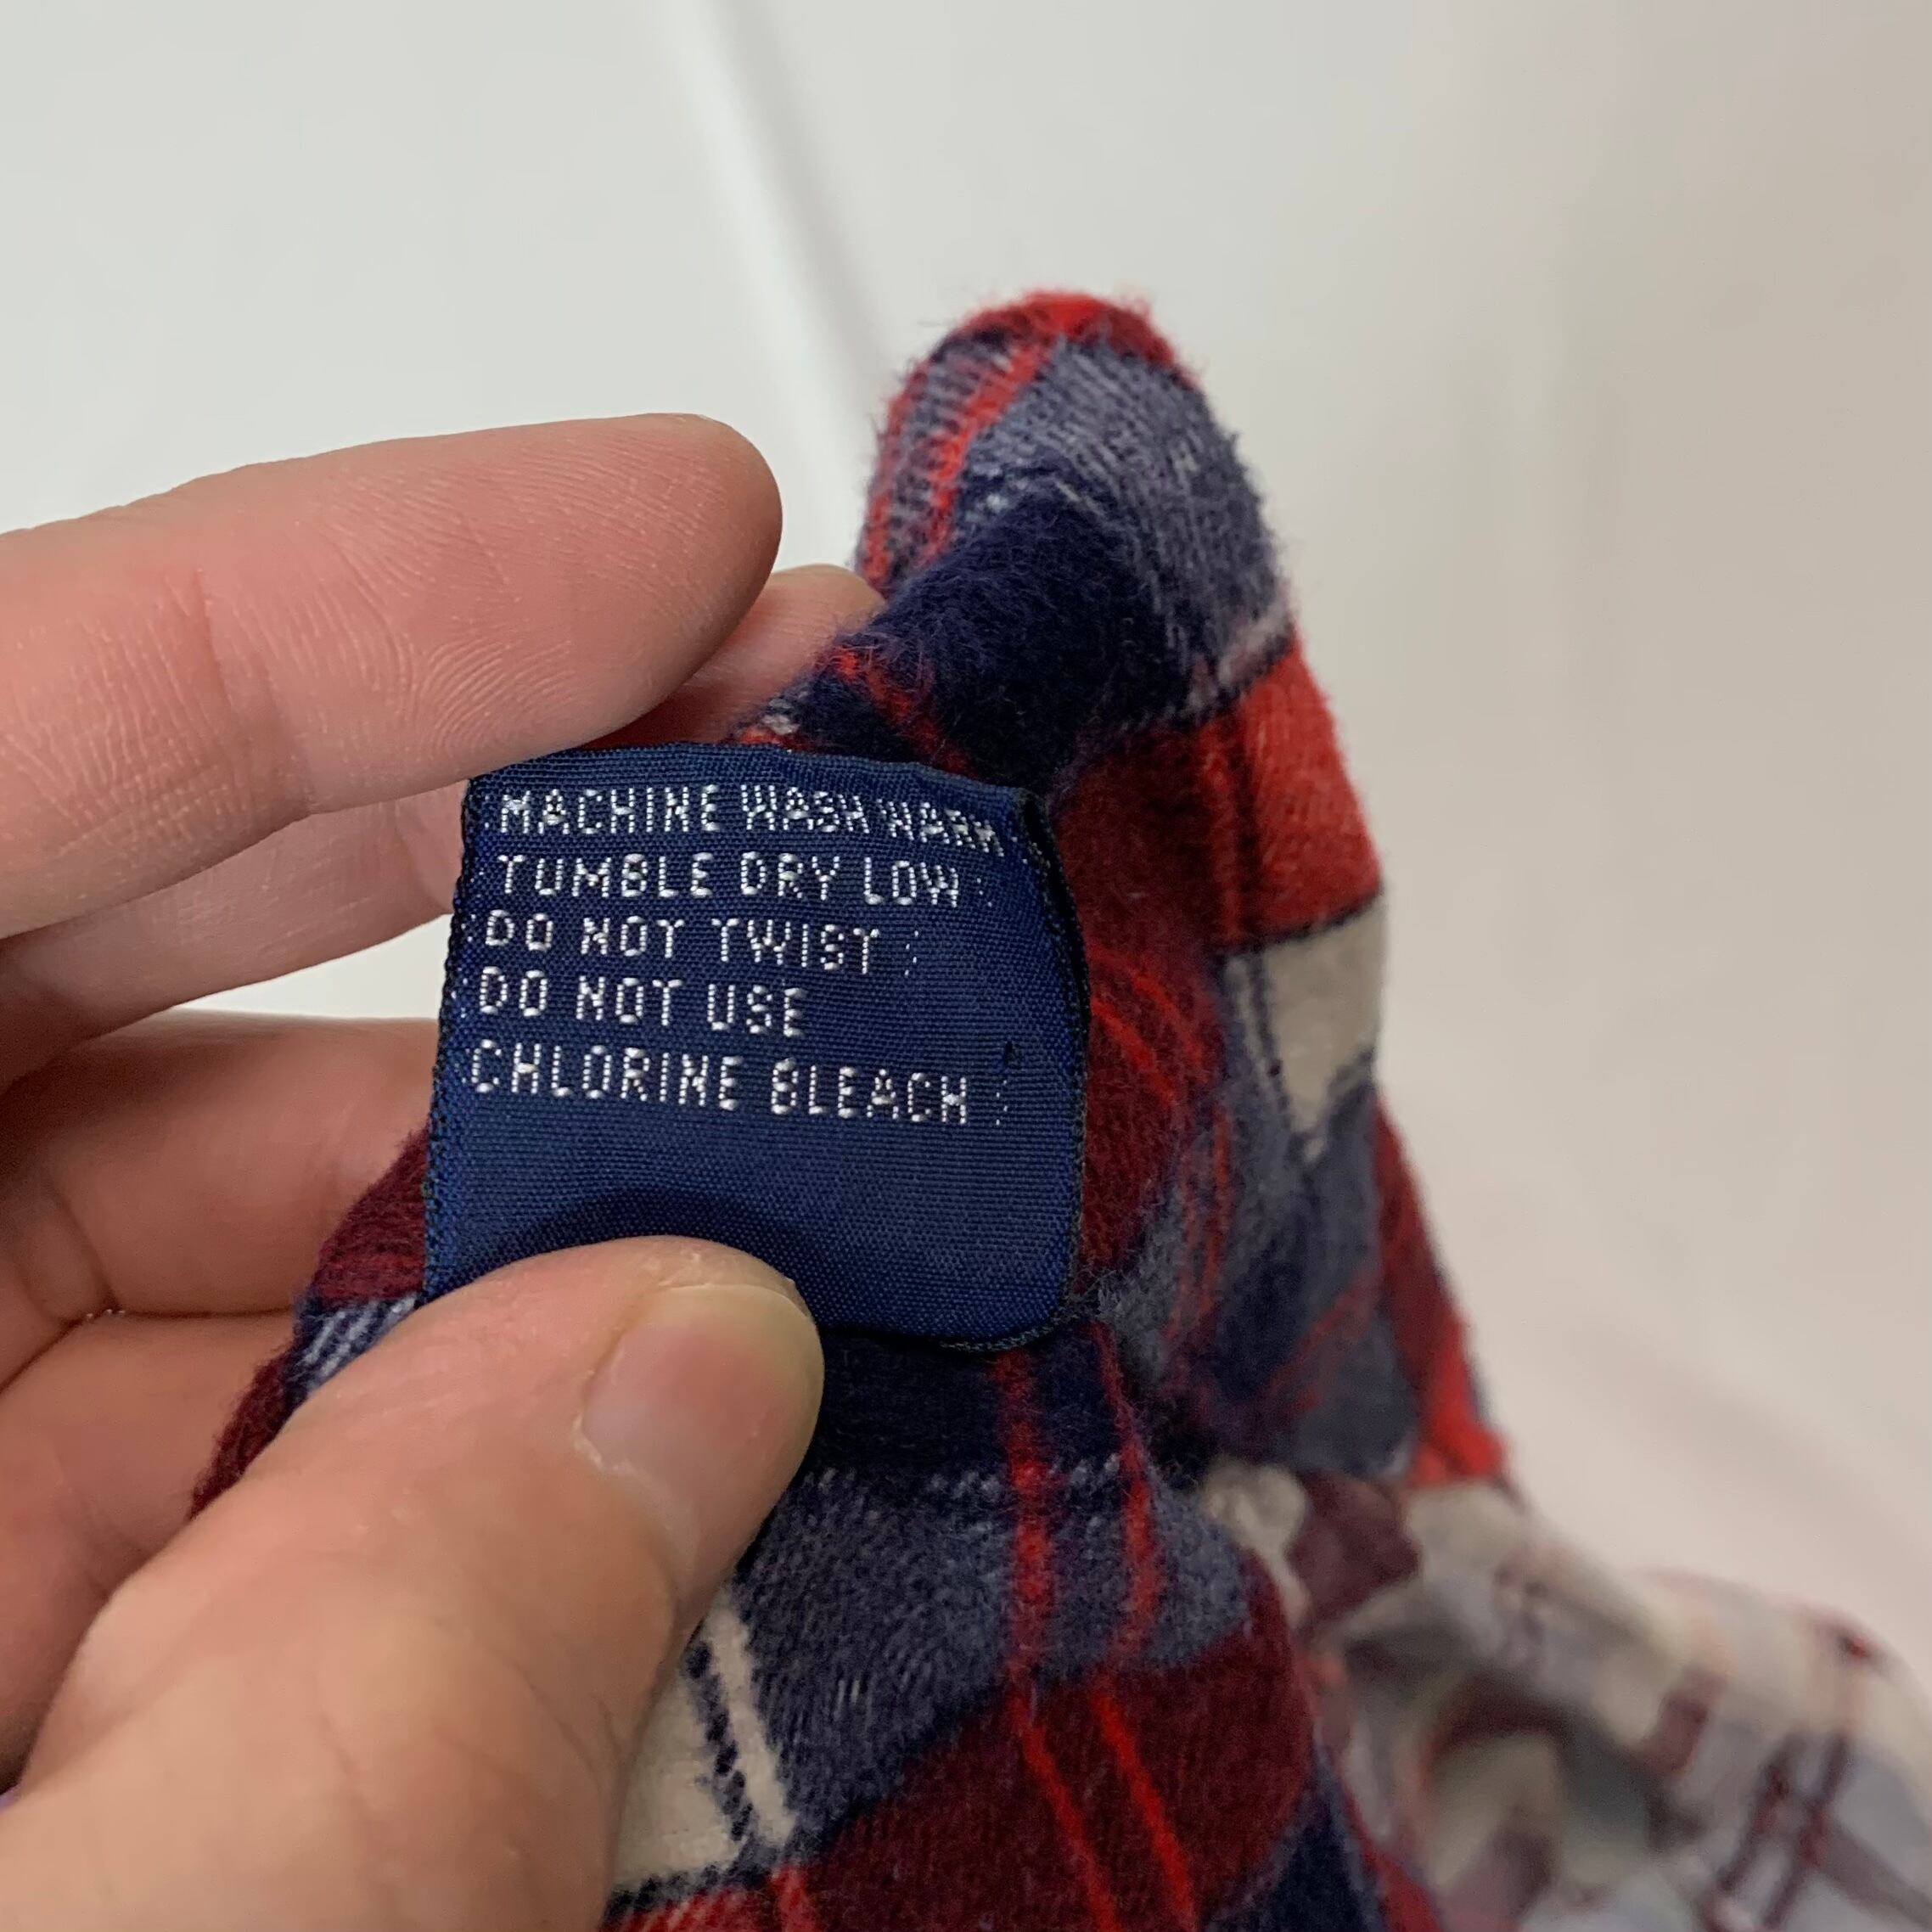 MACHINE WASH WARM
TUMBLE DRY LOW
DO NOT TWIST
DO NOT USE
CHLORINE BLEACH